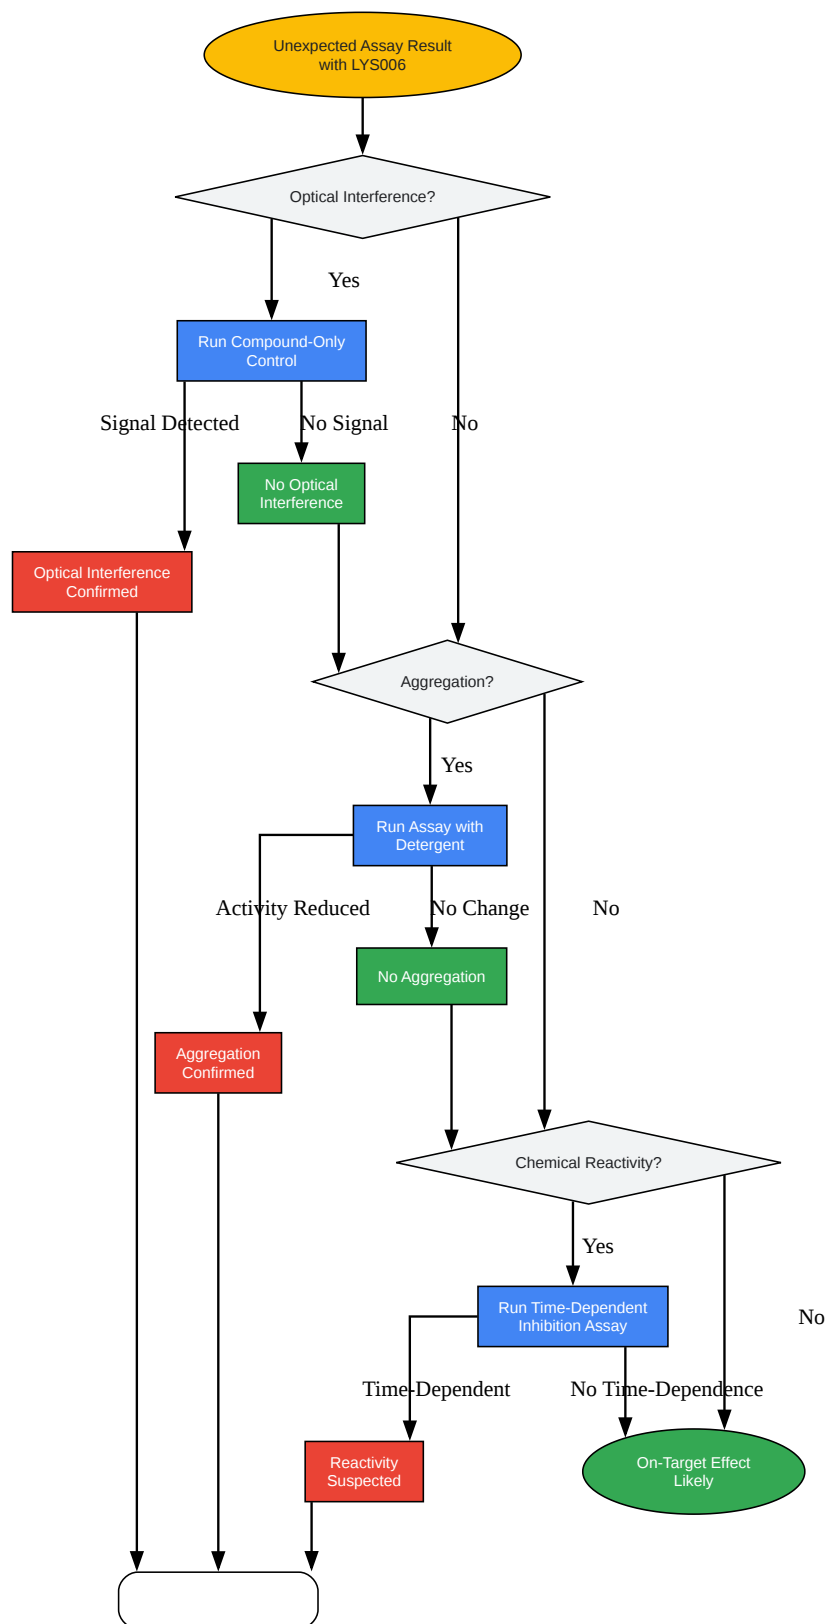 Unexpected Assay Result
with LYS006
Optical Interference?
Yes
Run Compound-Only
Control
Signal Detected
No Signal
No
No Optical
Interference
Optical Interference
Confirmed
Aggregation?
Yes
Run Assay with
Detergent
Activity Reduced
No Change
No
No Aggregation
Aggregation
Confirmed
Chemical Reactivity?
Yes
Run Time-Dependent
Inhibition Assay
No
Time-Dependent
No Time-Dependence
Reactivity
Suspected
On-Target Effect
Likely